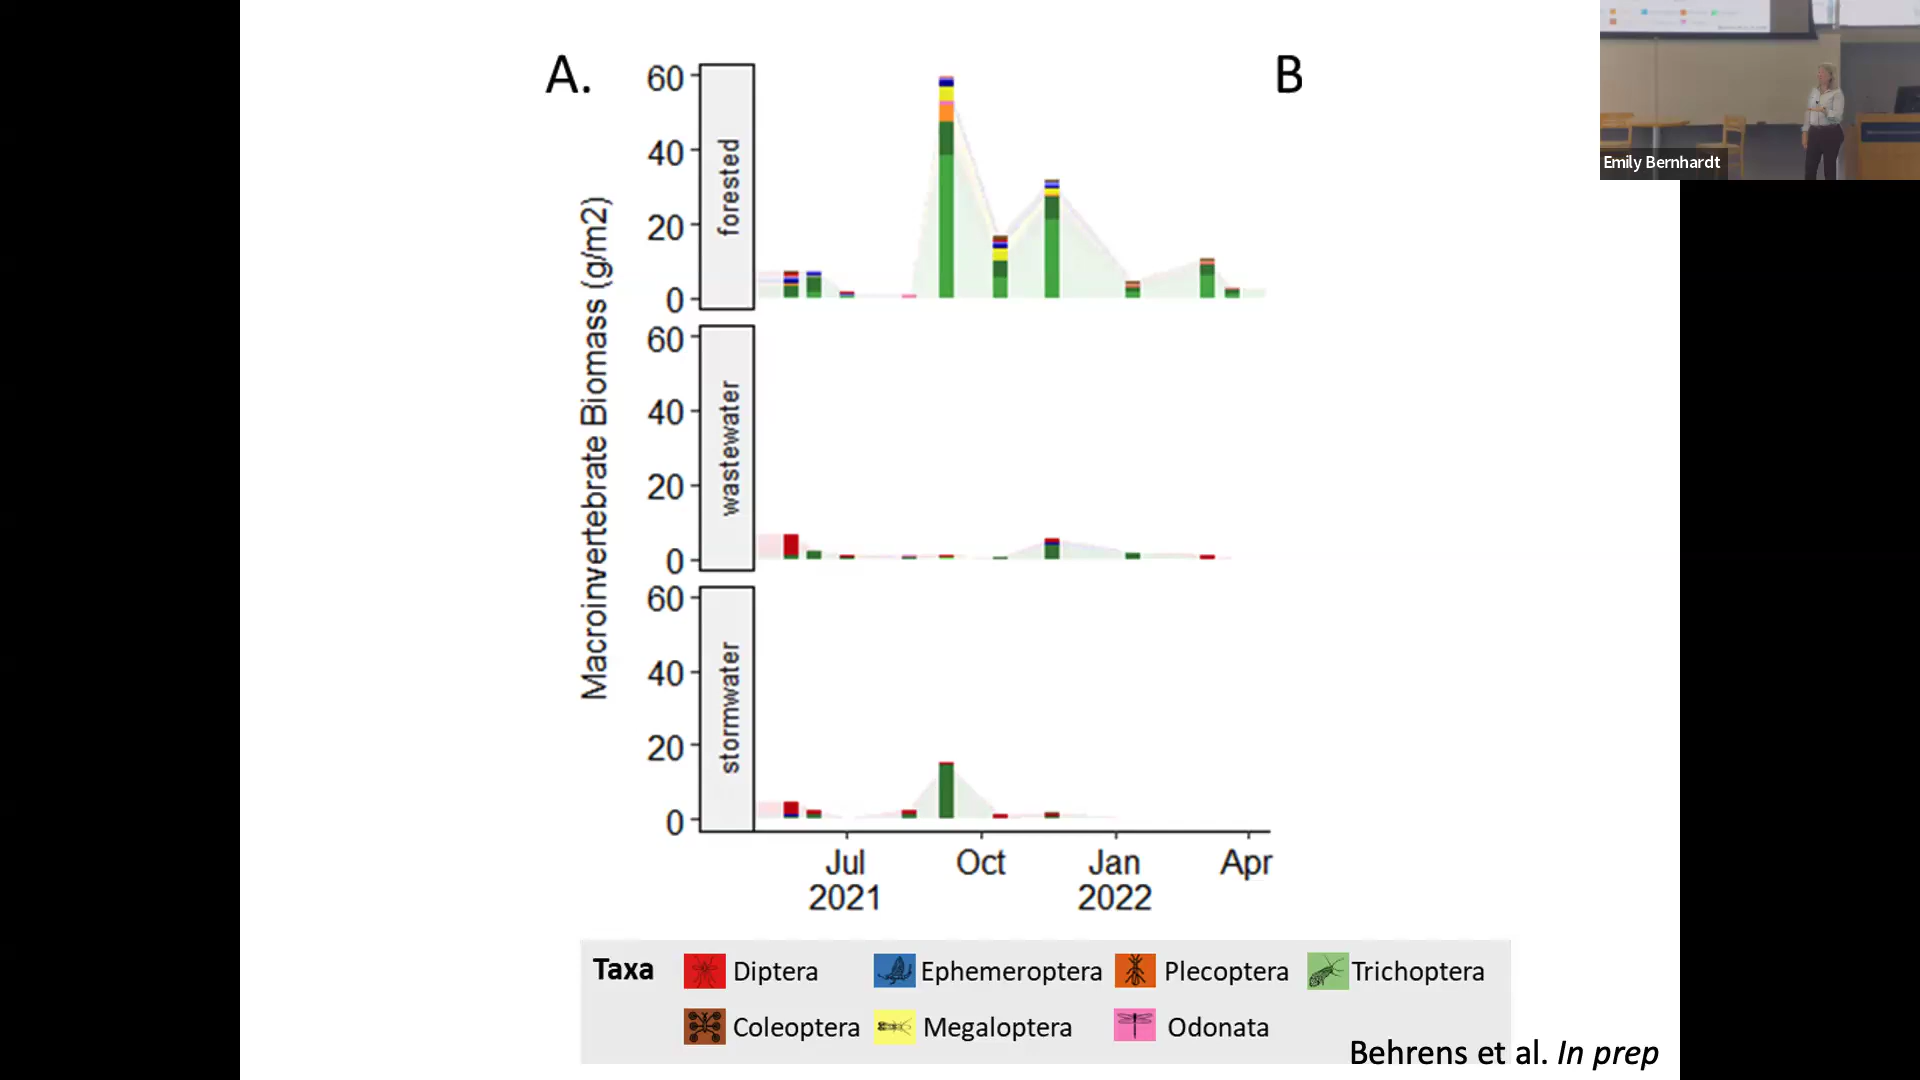 A.
B
Emily Bernhardt
Macroinvertebrate Biomass (g/m2)
60
40
20
0
forested
60
40
20
0
wastewater
60
40
20
0
stormwater
Jul
2021
Oct
Jan
2022
Apr
Taxa
Diptera
Ephemeroptera
Plecoptera
Trichoptera
Coleoptera
Megaloptera
Odonata
Behrens et al. In prep